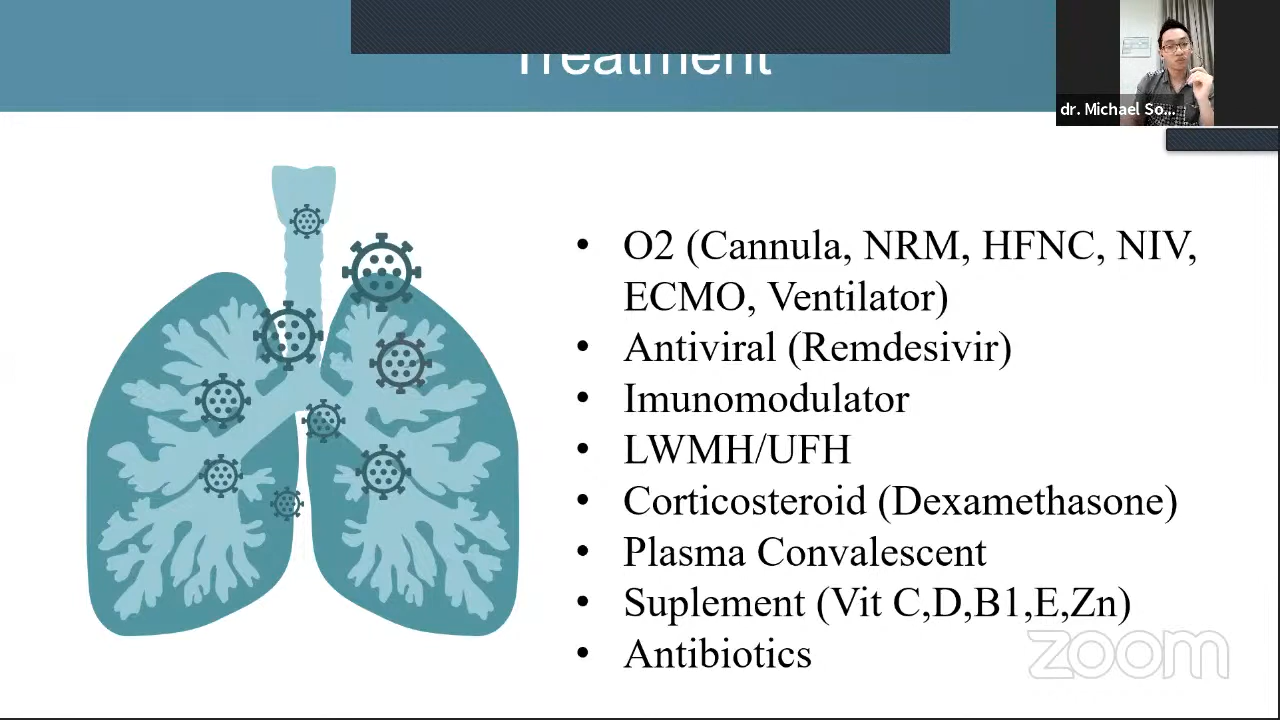 Treatment
dr. Michael So...
• O2 (Cannula, NRM, HFNC, NIV,
ECMO, Ventilator)
• Antiviral (Remdesivir)
• Imunomodulator
• LWMH/UFH
• Corticosteroid (Dexamethasone)
• Plasma Convalescent
• Suplement (Vit C,D,B1,E,Zn)
• Antibiotics
zoom